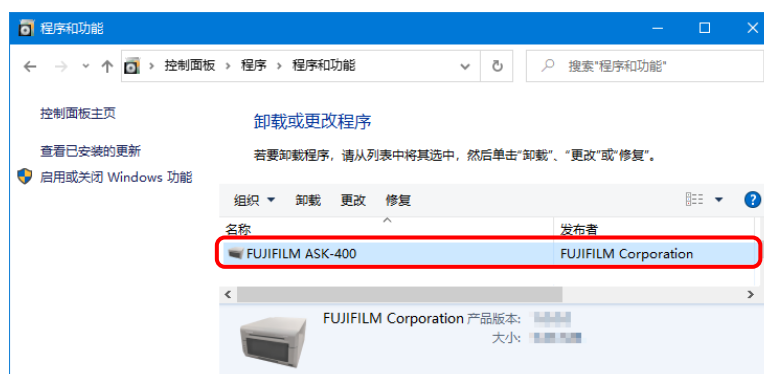 程序和功能
控制面板 › 程序 › 程序和功能
搜索"程序和功能"
控制面板主页
卸载或更改程序
查看已安装的更新
若要卸载程序，请从列表中将其选中，然后单击"卸载"、"更改"或"修复"。
启用或关闭 Windows 功能
组织 卸载 更改 修复
名称 发布者
FUJIFILM ASK-400 FUJIFILM Corporation
FUJIFILM Corporation 产品版本:
大小: